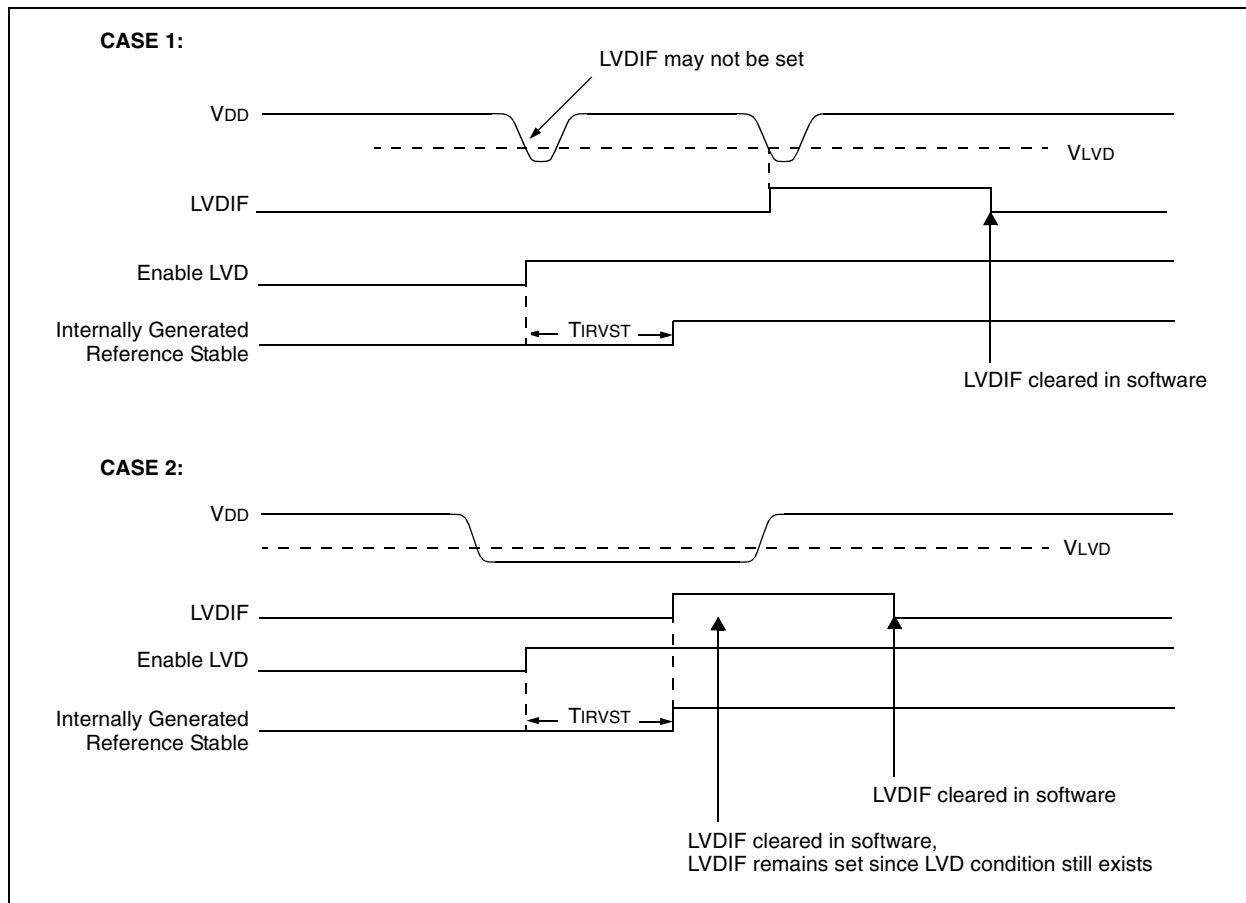 CASE 1:
LVDIF may not be set
VDD
VLVD
LVDIF
Enable LVD
TIRVST
Internally Generated
Reference Stable
LVDIF cleared in software
CASE 2:
VDD
VLVD
LVDIF
Enable LVD
TIRVST
Internally Generated
Reference Stable
LVDIF cleared in software
LVDIF cleared in software,
LVDIF remains set since LVD condition still exists